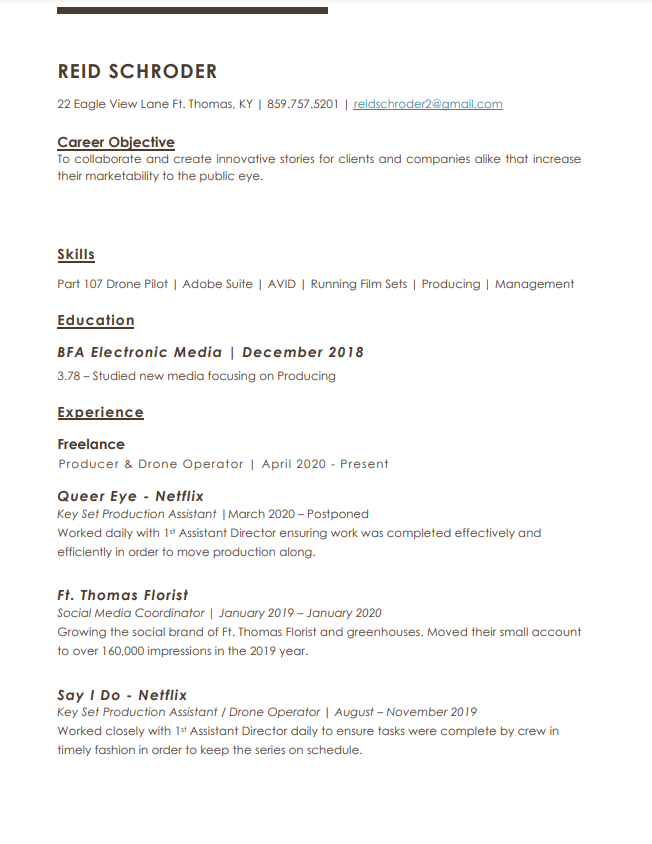 REID SCHRODER
22 Eagle View Lane Ft. Thomas, KY | 859.757.5201 | reidschroder2@gmail.com
Career Objective
To collaborate and create innovative stories for clients and companies alike that increase
their marketability to the public eye.
Skills
Part 107 Drone Pilot | Adobe Suite | AVID | Running Film Sets | Producing | Management
Education
BFA Electronic Media | December 2018
3.78 – Studied new media focusing on Producing
Experience
Freelance
Producer & Drone Operator | April 2020 - Present
Queer Eye - Netflix
Key Set Production Assistant |March 2020 – Postponed
Worked daily with 1st Assistant Director ensuring work was completed effectively and
efficiently in order to move production along.
Ft. Thomas Florist
Social Media Coordinator | January 2019 – January 2020
Growing the social brand of Ft. Thomas Florist and greenhouses. Moved their small account
to over 160,000 impressions in the 2019 year.
Say I Do - Netflix
Key Set Production Assistant / Drone Operator | August – November 2019
Worked closely with 1st Assistant Director daily to ensure tasks were complete by crew in
timely fashion in order to keep the series on schedule.